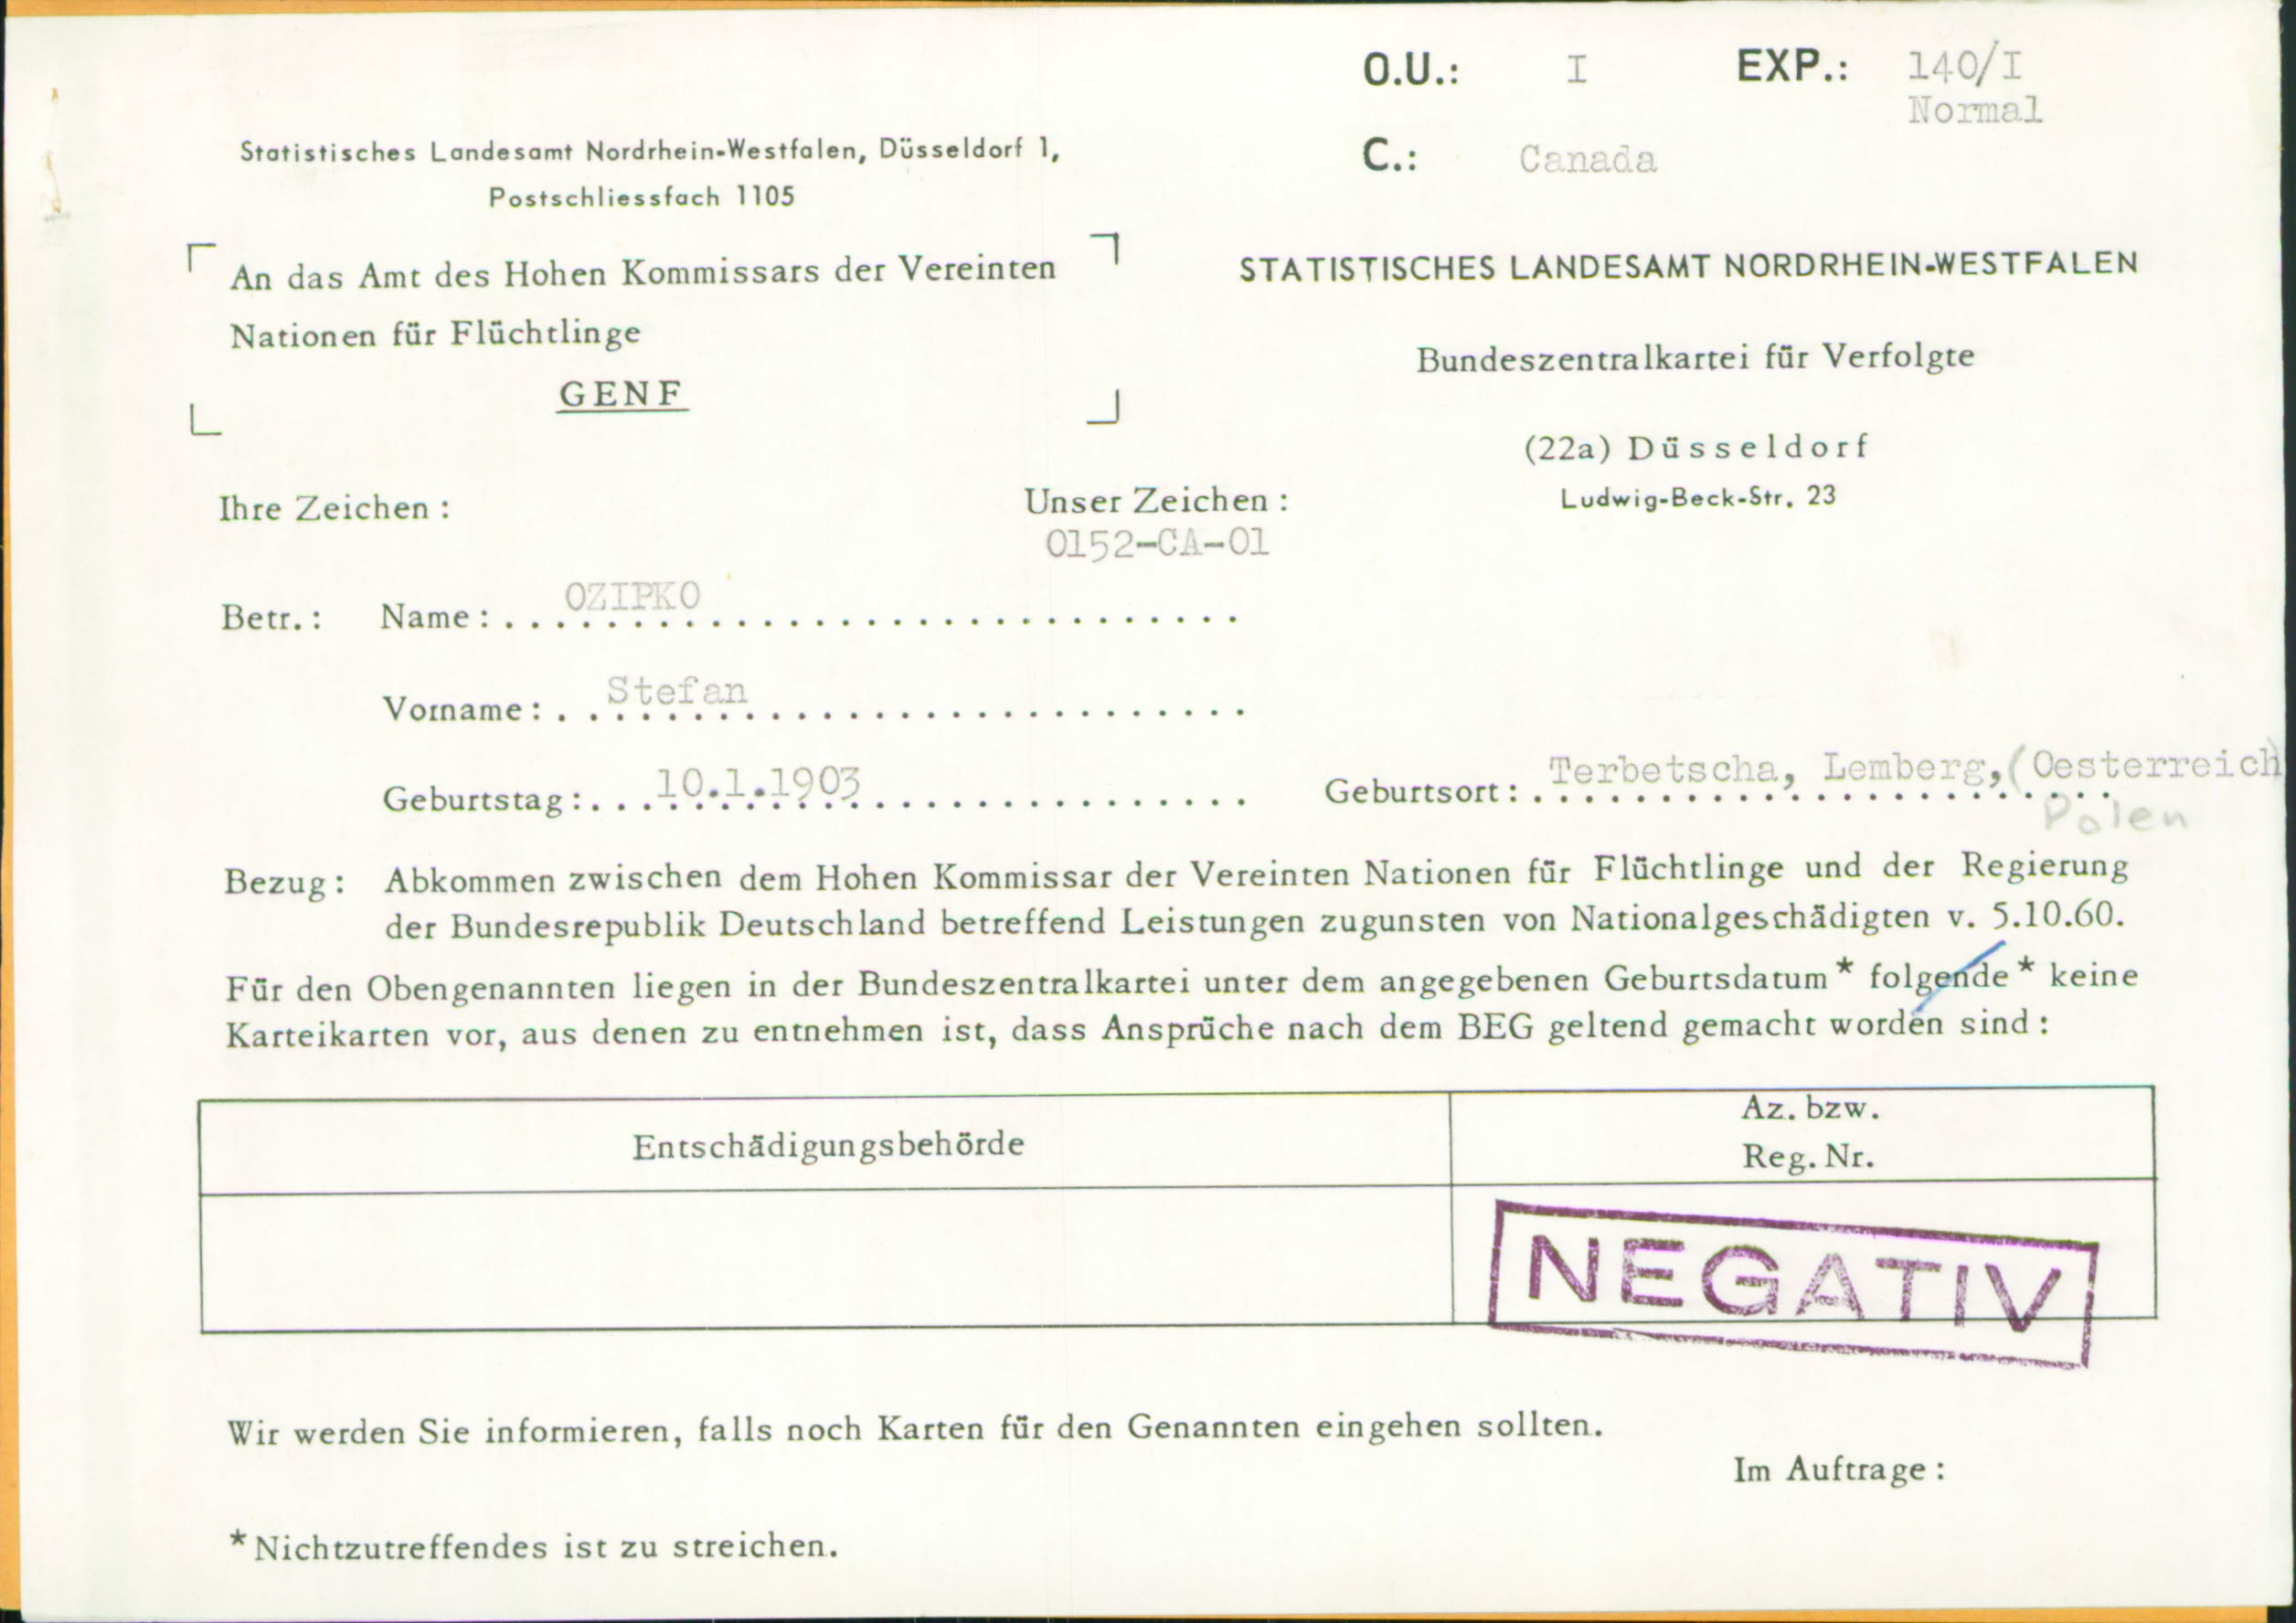 O.U.: I EXP.: 140/I
Normal
C.: Canada
Statistisches Landesamt Nordrhein-Westfalen, Düsseldorf 1,
Postschliessfach 1105
An das Amt des Hohen Kommissars der Vereinten
Nationen für Flüchtlinge
GENF
STATISTISCHES LANDESAMT NORDRHEIN-WESTFALEN
Bundeszentralkartei für Verfolgte
(22a) Düsseldorf
Ludwig-Beck-Str. 23
Ihre Zeichen : Unser Zeichen :
0152-CA-01
Betr. : Name : OZIPKO
Vorname : Stefan
Geburtstag : 10.1.1903 Geburtsort : Terbetscha, Lemberg, (Oesterreich)
Polen
Bezug : Abkommen zwischen dem Hohen Kommissar der Vereinten Nationen für Flüchtlinge und der Regierung
der Bundesrepublik Deutschland betreffend Leistungen zugunsten von Nationalgeschädigten v. 5.10.60.
Für den Obengenannten liegen in der Bundeszentralkartei unter dem angegebenen Geburtsdatum * folgende * keine
Karteikarten vor, aus denen zu entnehmen ist, dass Ansprüche nach dem BEG geltend gemacht worden sind :
Entschädigungsbehörde
Az. bzw.
Reg. Nr.
NEGATIV
Wir werden Sie informieren, falls noch Karten für den Genannten eingehen sollten.
Im Auftrage :
* Nichtzutreffendes ist zu streichen.